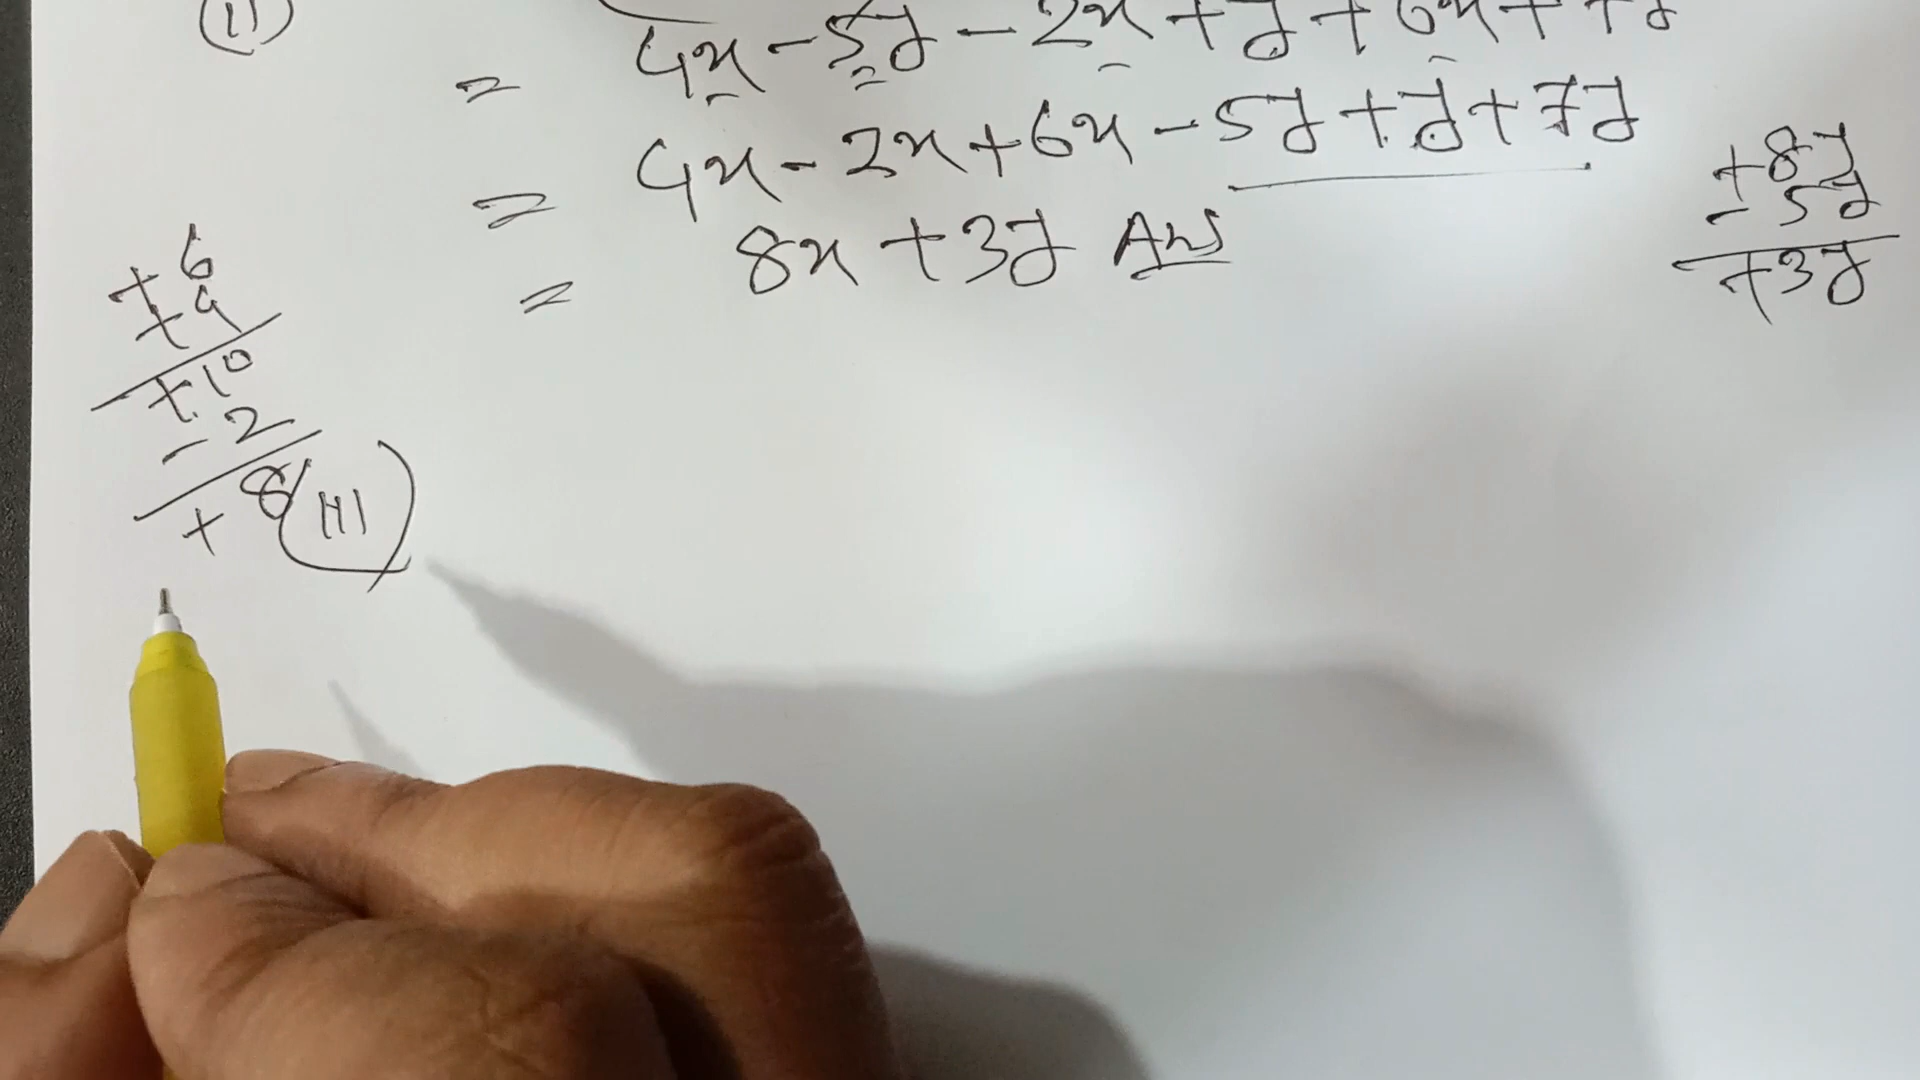 (ii)
4x - 5y - 2x + y + 6x + 7y
= 4x - 2x + 6x - 5y + y + 7y
= 8x + 3y Ans
=
+8y
- 5y
+3y
+6
+4
+10
- 2
+ 8
(iii)